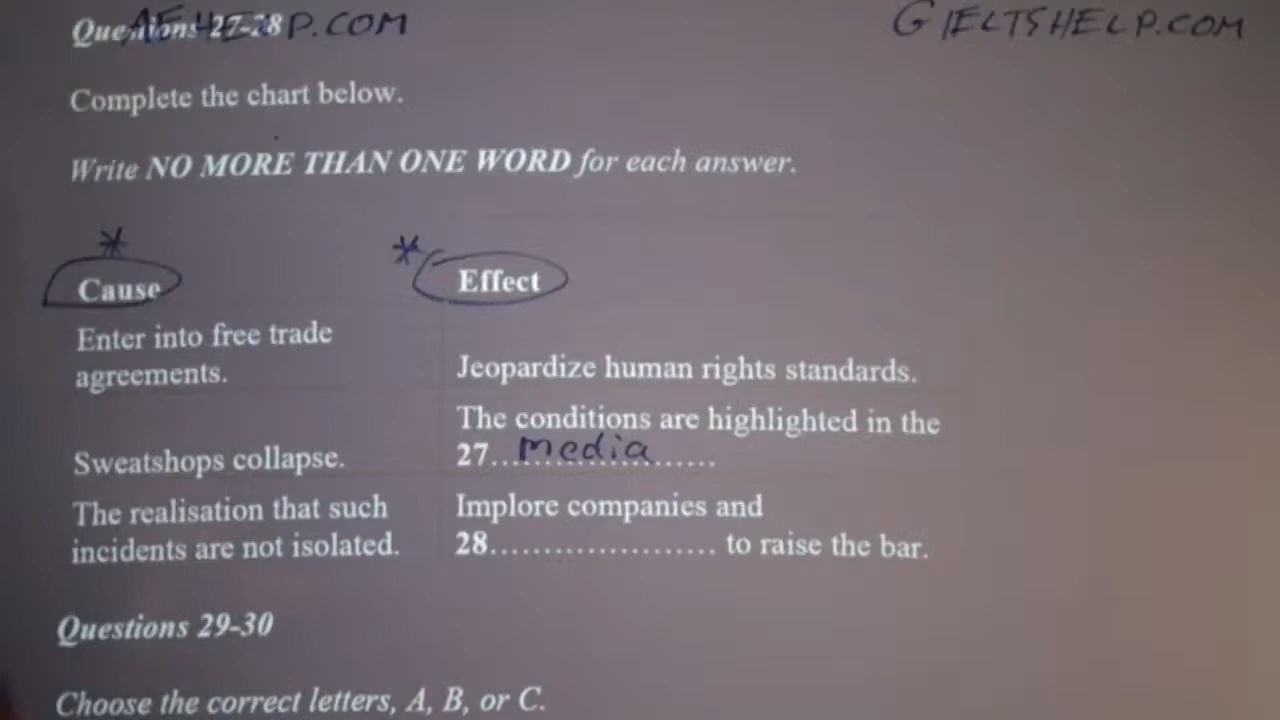 Questions 27-28
AEHELP.COM
GIELTSHELP.COM
Complete the chart below.
Write NO MORE THAN ONE WORD for each answer.
* *
Cause Effect
Enter into free trade
agreements. Jeopardize human rights standards.
The conditions are highlighted in the
Sweatshops collapse. 27...media...................
The realisation that such Implore companies and
incidents are not isolated. 28..................... to raise the bar.
Questions 29-30
Choose the correct letters, A, B, or C.